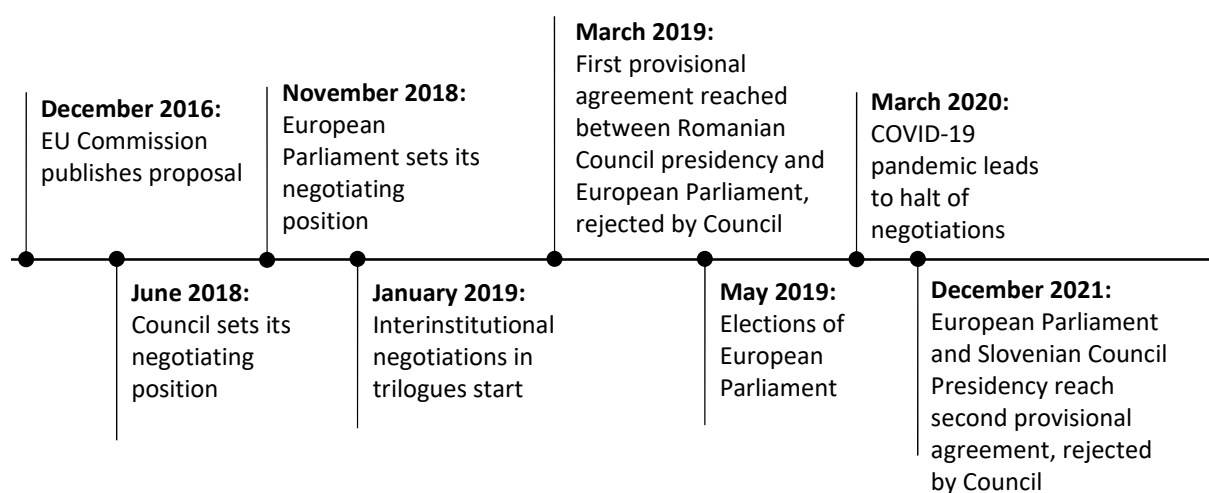 December 2016:
EU Commission
publishes proposal
June 2018:
Council sets its
negotiating
position
November 2018:
European
Parliament sets its
negotiating
position
January 2019:
Interinstitutional
negotiations in
trilogues start
March 2019:
First provisional
agreement reached
between Romanian
Council presidency and
European Parliament,
rejected by Council
May 2019:
Elections of
European
Parliament
March 2020:
COVID-19
pandemic leads
to halt of
negotiations
December 2021:
European Parliament
and Slovenian Council
Presidency reach
second provisional
agreement, rejected
by Council